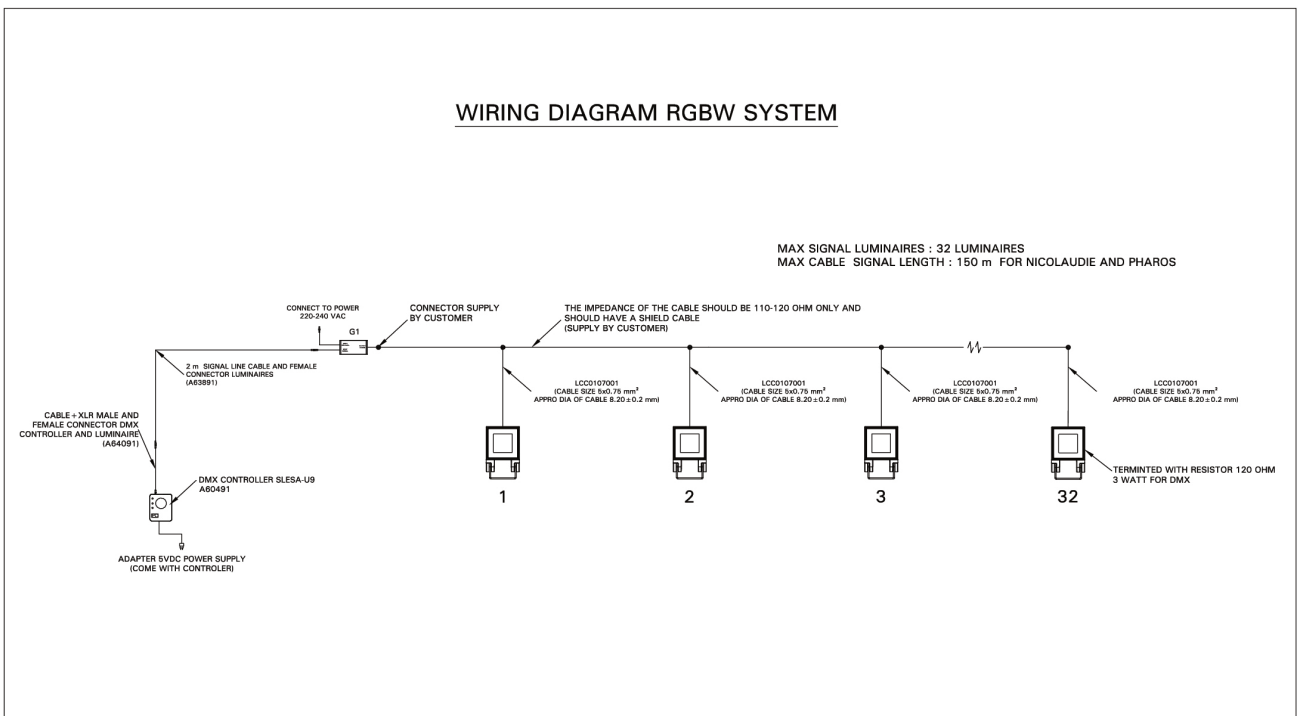 WIRING DIAGRAM RGBW SYSTEM
MAX SIGNAL LUMINAIRES : 32 LUMINAIRES
MAX CABLE SIGNAL LENGTH : 150 m FOR NICOLAUDIE AND PHAROS
CONNECT TO POWER
220-240 VAC
G1
CONNECTOR SUPPLY
BY CUSTOMER
THE IMPEDANCE OF THE CABLE SHOULD BE 110-120 OHM ONLY AND
SHOULD HAVE A SHIELD CABLE
(SUPPLY BY CUSTOMER)
2 m SIGNAL LINE CABLE AND FEMALE
CONNECTOR LUMINAIRES
(A63891)
LCC0107001
(CABLE SIZE 5x0.75 mm²
APPRO DIA OF CABLE 8.20±0.2 mm)
LCC0107001
(CABLE SIZE 5x0.75 mm²
APPRO DIA OF CABLE 8.20±0.2 mm)
LCC0107001
(CABLE SIZE 5x0.75 mm²
APPRO DIA OF CABLE 8.20±0.2 mm)
LCC0107001
(CABLE SIZE 5x0.75 mm²
APPRO DIA OF CABLE 8.20±0.2 mm)
CABLE+XLR MALE AND
FEMALE CONNECTOR DMX
CONTROLLER AND LUMINAIRE
(A64091)
DMX CONTROLLER SLESA-U9
A60491
TERMINTED WITH RESISTOR 120 OHM
3 WATT FOR DMX
1
2
3
32
ADAPTER 5VDC POWER SUPPLY
(COME WITH CONTROLER)